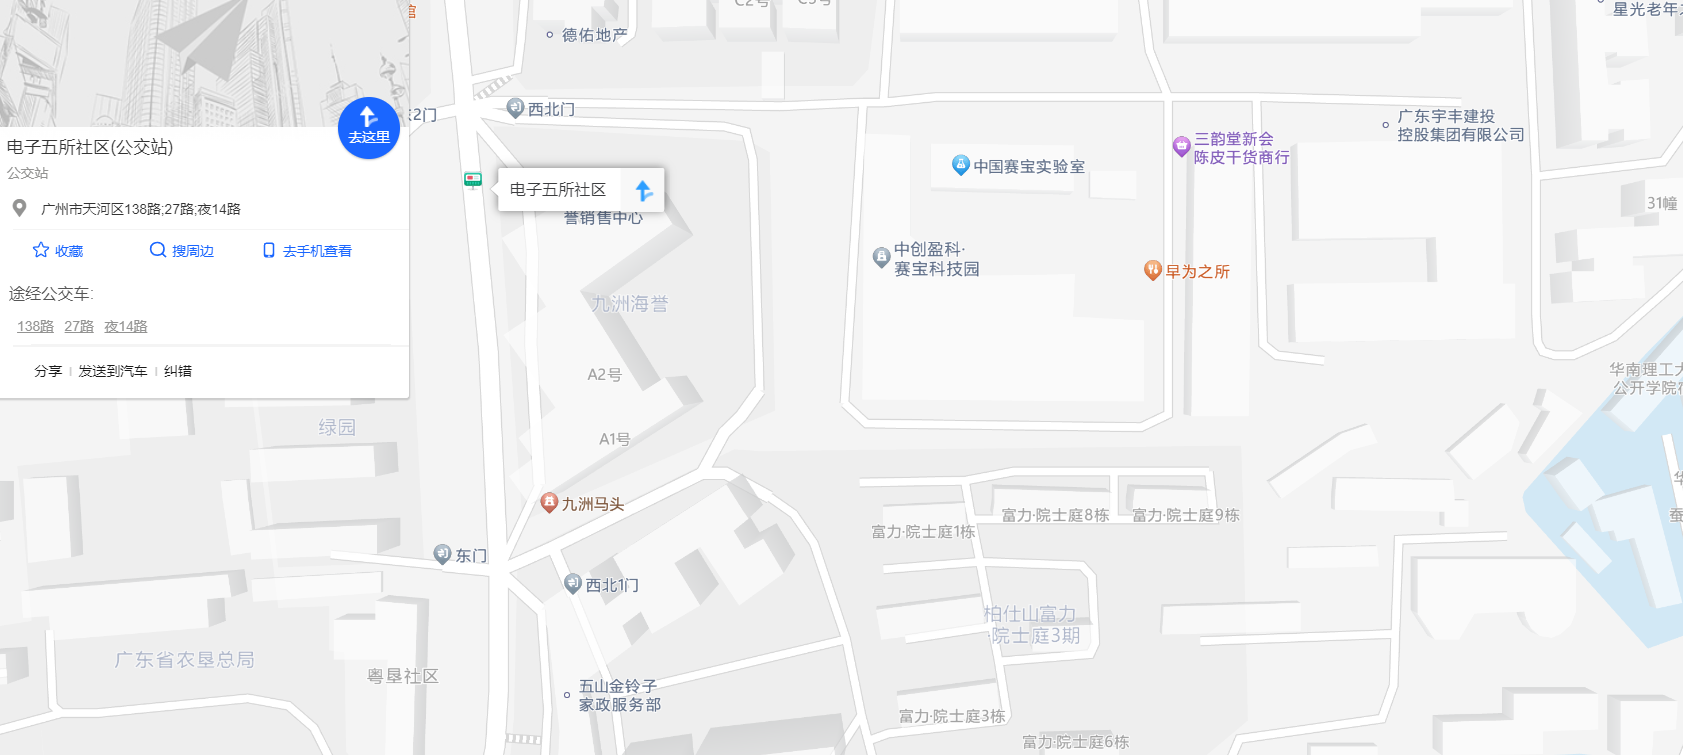 电子五所社区(公交站)
公交站
去这里
广州市天河区138路;27路;夜14路
收藏
搜周边
去手机查看
途经公交车:
138路 27路 夜14路
分享 发送到汽车 纠错
馆
2门
德佑地产
C2号
西北门
电子五所社区
誉销售中心
九洲海誉
A2号
A1号
九洲马头
东门
西北1门
绿园
广东省农垦总局
粤垦社区
五山金铃子
家政服务部
中国赛宝实验室
中创盈科·
赛宝科技园
三韵堂新会
陈皮干货商行
早为之所
广东宇丰建投
控股集团有限公司
星光老年
31幢
华南理工大
公开学院
富力·院士庭1栋
富力·院士庭8栋
富力·院士庭9栋
柏仕山富力
·院士庭3期
富力·院士庭3栋
富力·院士庭6栋